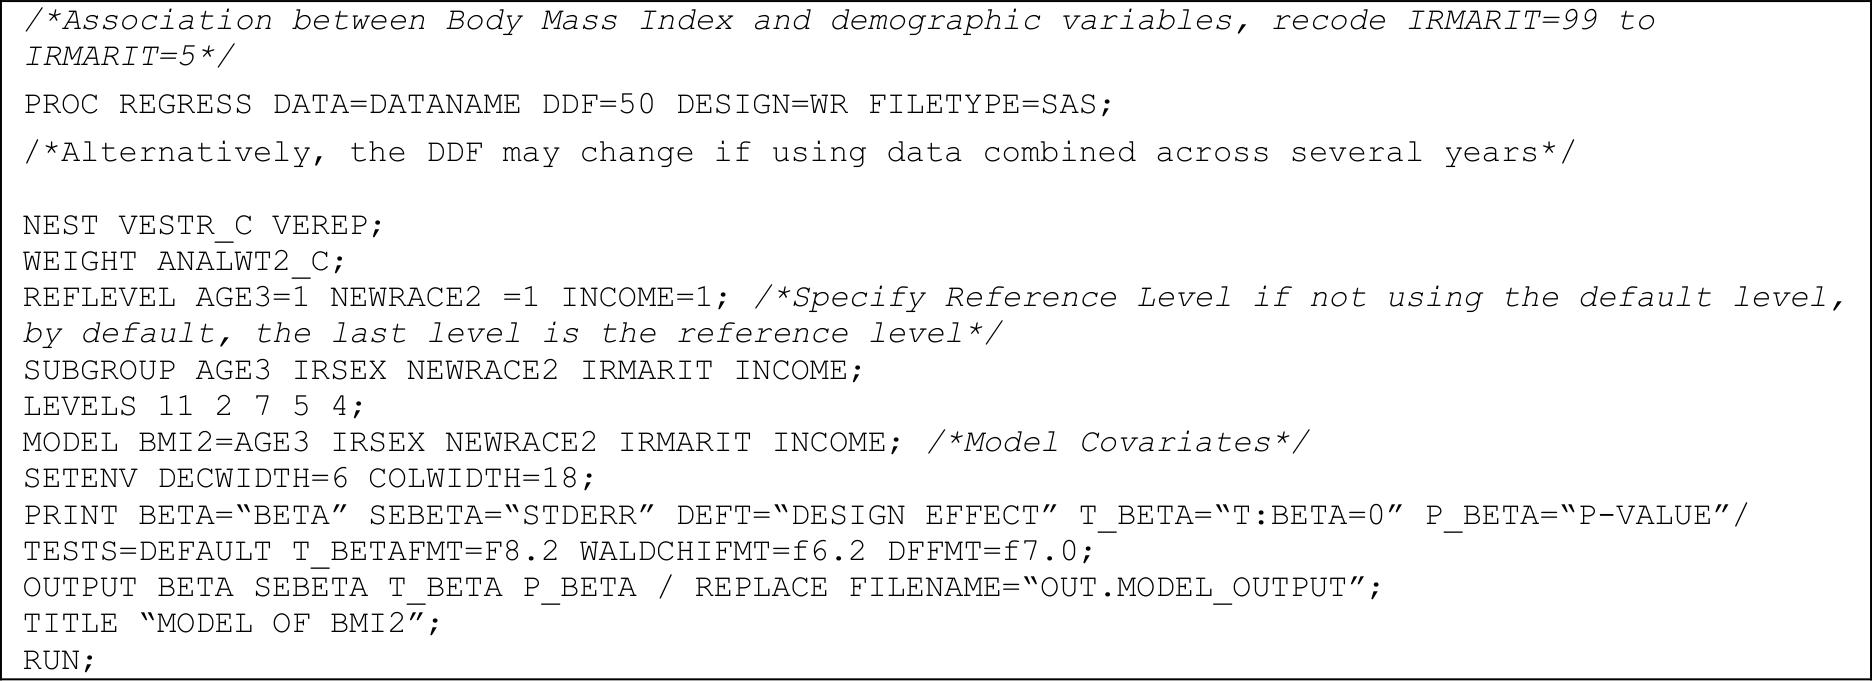 /*Association between Body Mass Index and demographic variables, recode IRMARIT=99 to
IRMARIT=5*/
PROC REGRESS DATA=DATANAME DDF=50 DESIGN=WR FILETYPE=SAS;
/*Alternatively, the DDF may change if using data combined across several years*/
NEST VESTR_C VEREP;
WEIGHT ANALWT2_C;
REFLEVEL AGE3=1 NEWRACE2 =1 INCOME=1; /*Specify Reference Level if not using the default level,
by default, the last level is the reference level*/
SUBGROUP AGE3 IRSEX NEWRACE2 IRMARIT INCOME;
LEVELS 11 2 7 5 4;
MODEL BMI2=AGE3 IRSEX NEWRACE2 IRMARIT INCOME; /*Model Covariates*/
SETENV DECWIDTH=6 COLWIDTH=18;
PRINT BETA=“BETA” SEBETA=“STDERR” DEFT=“DESIGN EFFECT” T_BETA=“T:BETA=0” P_BETA=“P-VALUE”/
TESTS=DEFAULT T_BETAFMT=F8.2 WALDCHIFMT=f6.2 DFFMT=f7.0;
OUTPUT BETA SEBETA T_BETA P_BETA / REPLACE FILENAME=“OUT.MODEL_OUTPUT”;
TITLE “MODEL OF BMI2”;
RUN;